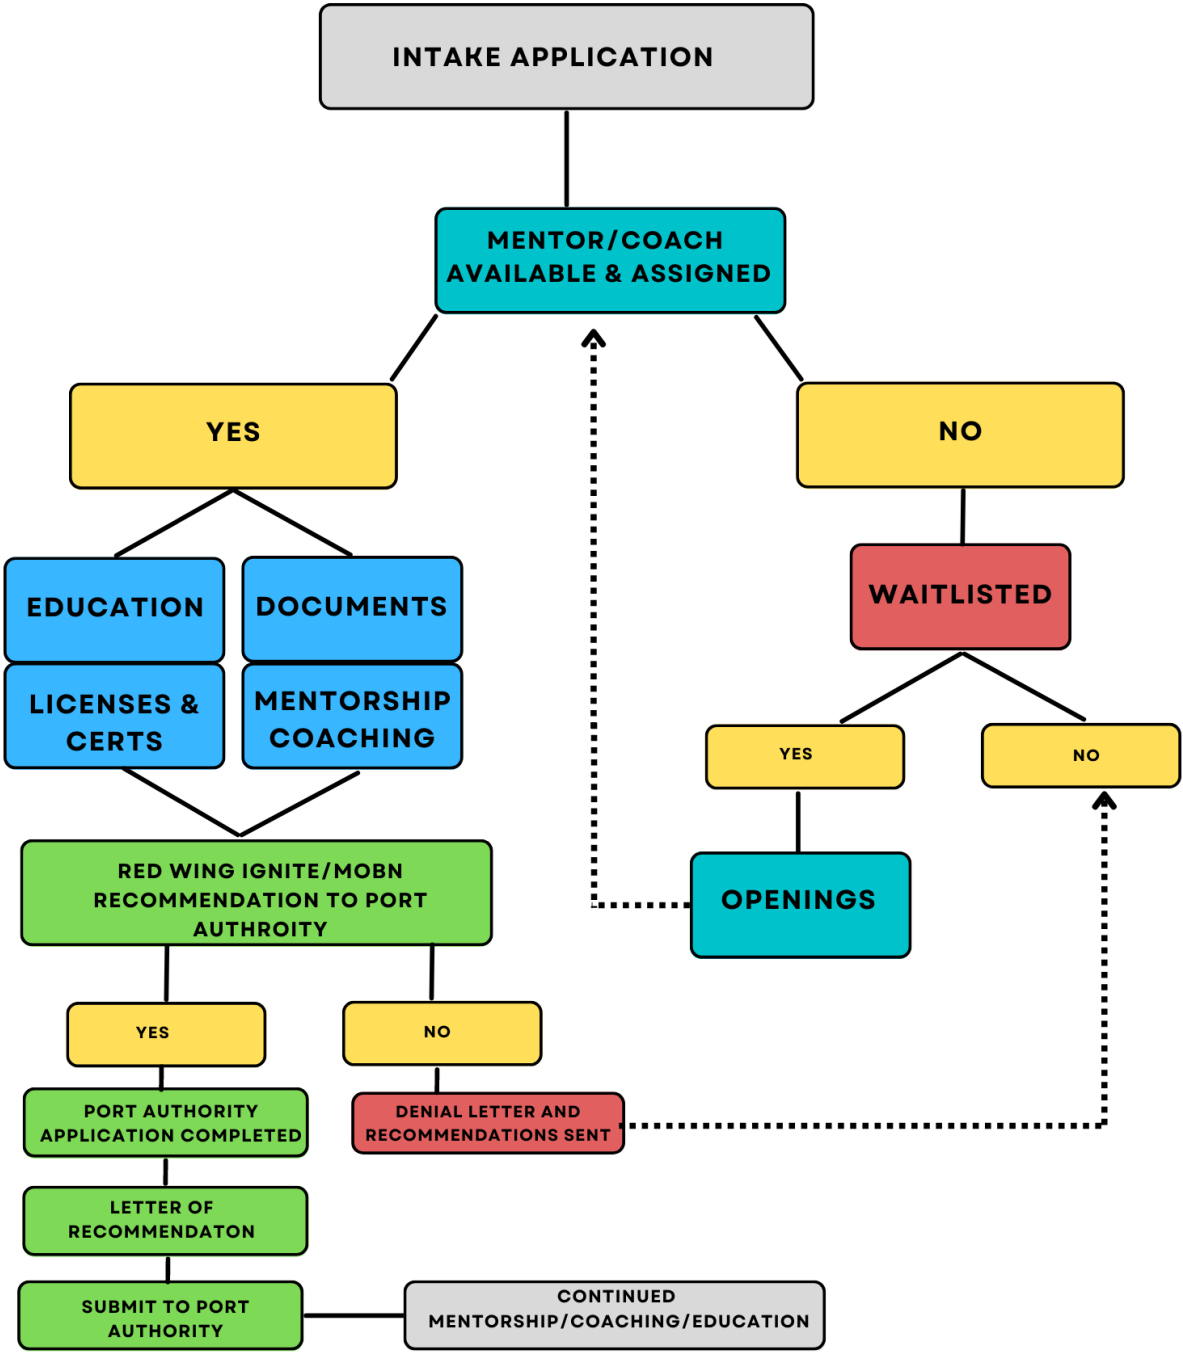 INTAKE APPLICATION
MENTOR/COACH
AVAILABLE & ASSIGNED
YES
NO
EDUCATION
DOCUMENTS
WAITLISTED
LICENSES &
CERTS
MENTORSHIP
COACHING
YES
NO
RED WING IGNITE/MOBN
RECOMMENDATION TO PORT
AUTHROITY
OPENINGS
YES
NO
PORT AUTHORITY
APPLICATION COMPLETED
DENIAL LETTER AND
RECOMMENDATIONS SENT
LETTER OF
RECOMMENDATON
SUBMIT TO PORT
AUTHORITY
CONTINUED
MENTORSHIP/COACHING/EDUCATION